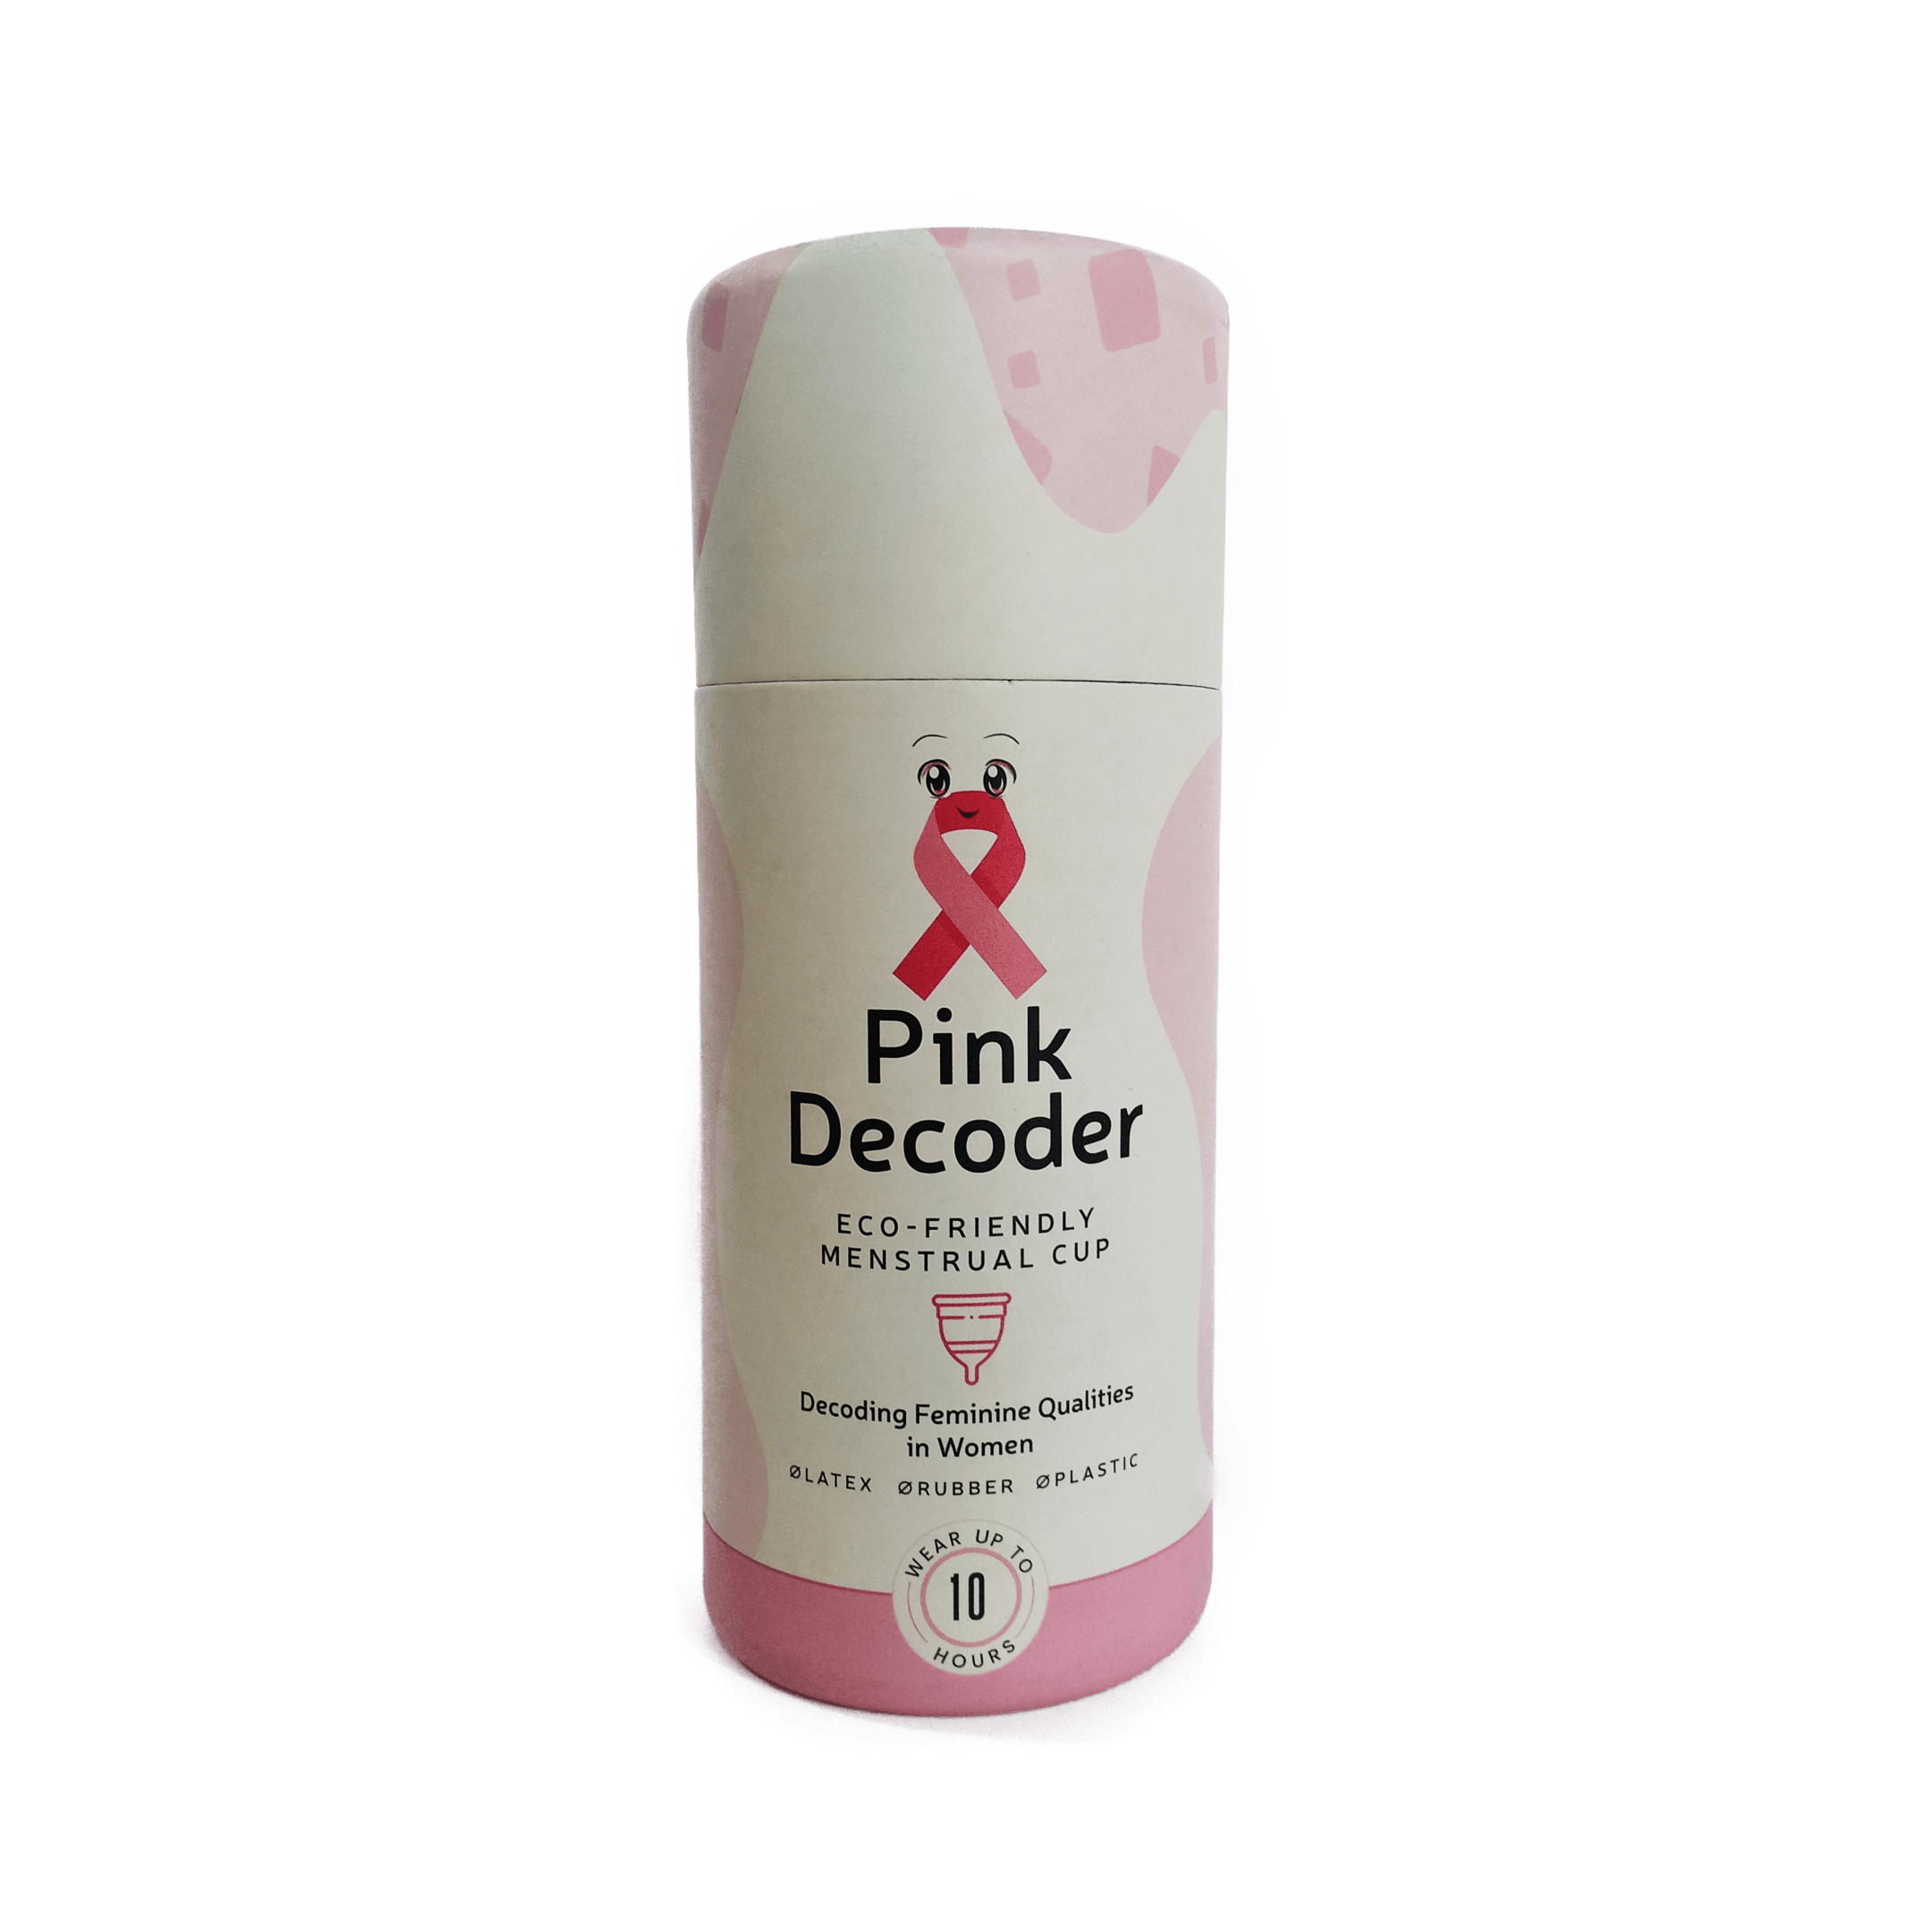 Pink
Decoder
ECO-FRIENDLY
MENSTRUAL CUP
Decoding Feminine Qualities
in Women
ØLATEX ØRUBBER ØPLASTIC
WEAR UP TO
10
HOURS